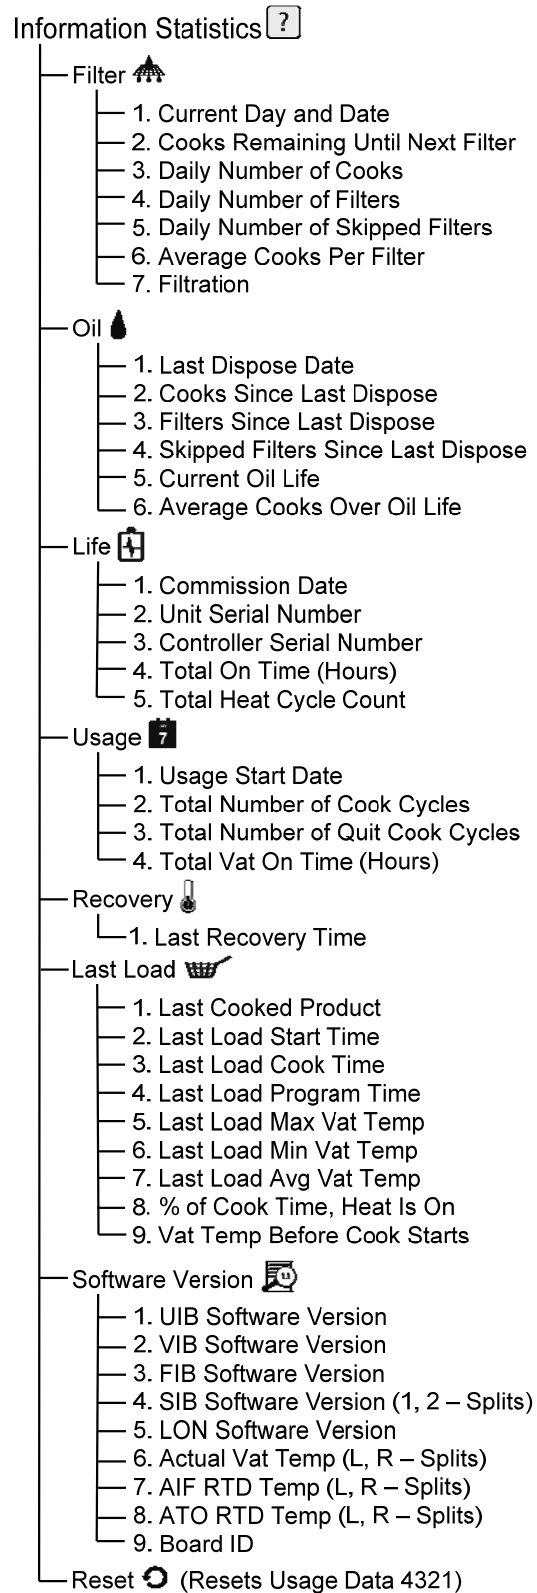 Information Statistics ?
Filter
1. Current Day and Date
2. Cooks Remaining Until Next Filter
3. Daily Number of Cooks
4. Daily Number of Filters
5. Daily Number of Skipped Filters
6. Average Cooks Per Filter
7. Filtration
Oil
1. Last Dispose Date
2. Cooks Since Last Dispose
3. Filters Since Last Dispose
4. Skipped Filters Since Last Dispose
5. Current Oil Life
6. Average Cooks Over Oil Life
Life
1. Commission Date
2. Unit Serial Number
3. Controller Serial Number
4. Total On Time (Hours)
5. Total Heat Cycle Count
Usage 7
1. Usage Start Date
2. Total Number of Cook Cycles
3. Total Number of Quit Cook Cycles
4. Total Vat On Time (Hours)
Recovery
1. Last Recovery Time
Last Load
1. Last Cooked Product
2. Last Load Start Time
3. Last Load Cook Time
4. Last Load Program Time
5. Last Load Max Vat Temp
6. Last Load Min Vat Temp
7. Last Load Avg Vat Temp
8. % of Cook Time, Heat Is On
9. Vat Temp Before Cook Starts
Software Version 1.1
1. UIB Software Version
2. VIB Software Version
3. FIB Software Version
4. SIB Software Version (1, 2 – Splits)
5. LON Software Version
6. Actual Vat Temp (L, R – Splits)
7. AIF RTD Temp (L, R – Splits)
8. ATO RTD Temp (L, R – Splits)
9. Board ID
Reset (Resets Usage Data 4321)